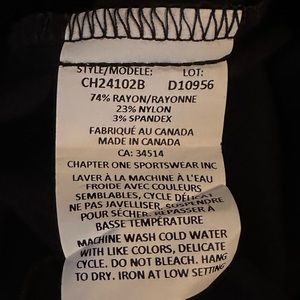 STYLE/MODELE: LOT:
CH24102B D10956
74% RAYON/RAYONNE
23% NYLON
3% SPANDEX
FABRIQUÉ AU CANADA
MADE IN CANADA
CA: 34514
CHAPTER ONE SPORTSWEAR INC
LAVER À LA MACHINE À L'EAU
FROIDE AVEC COULEURS
SEMBLABLES, CYCLE DÉLICAT
NE PAS JAVELLISER. SUSPENDRE
POUR SÉCHER. REPASSER À
BASSE TEMPÉRATURE
MACHINE WASH COLD WATER
WITH LIKE COLORS, DELICATE
CYCLE. DO NOT BLEACH. HANG
TO DRY. IRON AT LOW SETTING